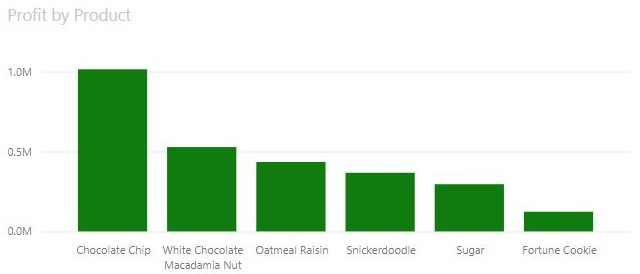 Profit by Product
1.0M
0.5M
0.0M
Chocolate Chip
White Chocolate
Macadamia Nut
Oatmeal Raisin
Snickerdoodle
Sugar
Fortune Cookie